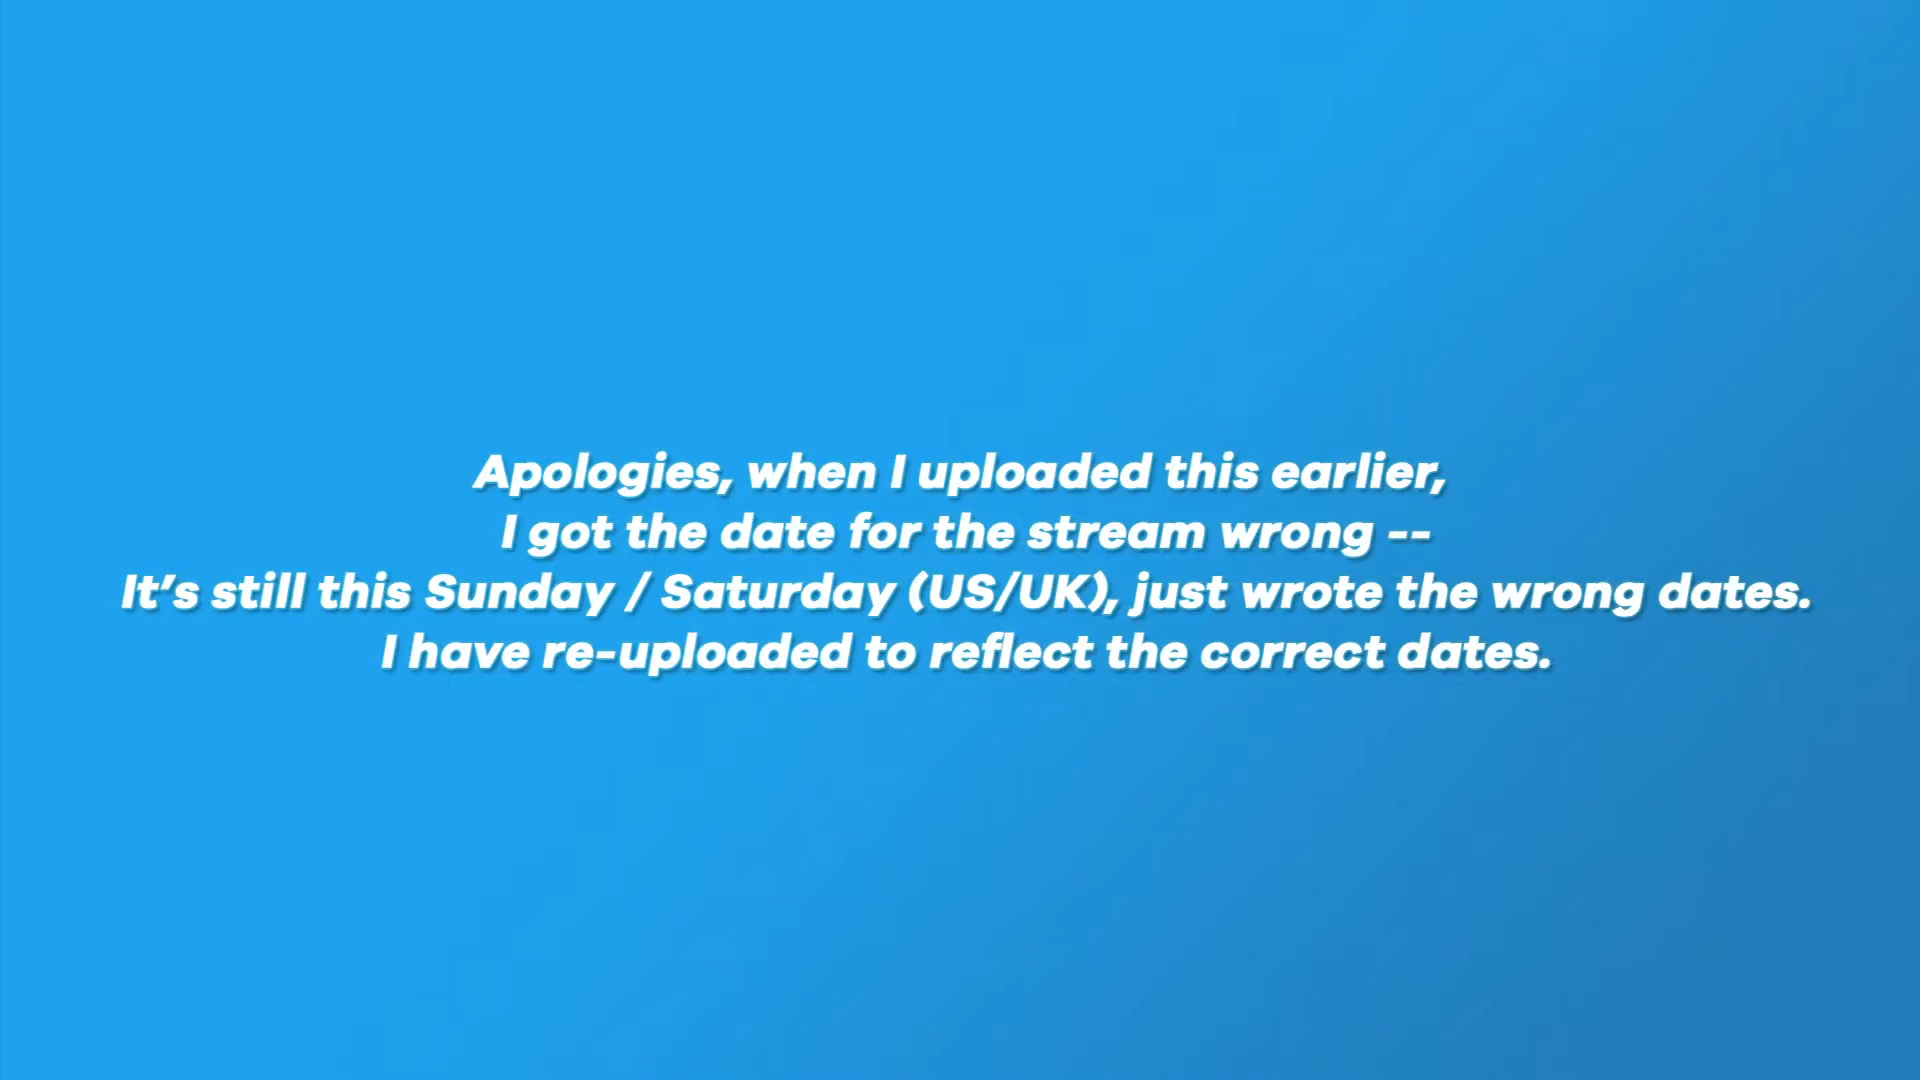 Apologies, when I uploaded this earlier,
I got the date for the stream wrong --
It’s still this Sunday / Saturday (US/UK), just wrote the wrong dates.
I have re-uploaded to reflect the correct dates.